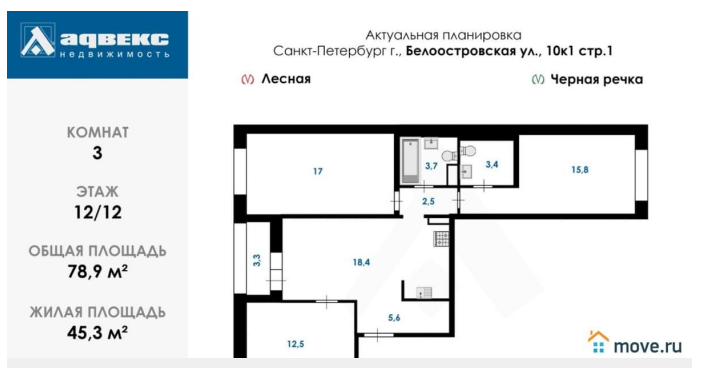 адвекс
НЕДВИЖИМОСТЬ
Актуальная планировка
Санкт-Петербург г., Белоостровская ул., 10к1 стр.1
Лесная
Черная речка
КОМНАТ
3
ЭТАЖ
12/12
ОБЩАЯ ПЛОЩАДЬ
78,9 м²
ЖИЛАЯ ПЛОЩАДЬ
45,3 м²
17
3,7
3,4
15,8
2,5
3,3
18,4
5,6
12,5
move.ru